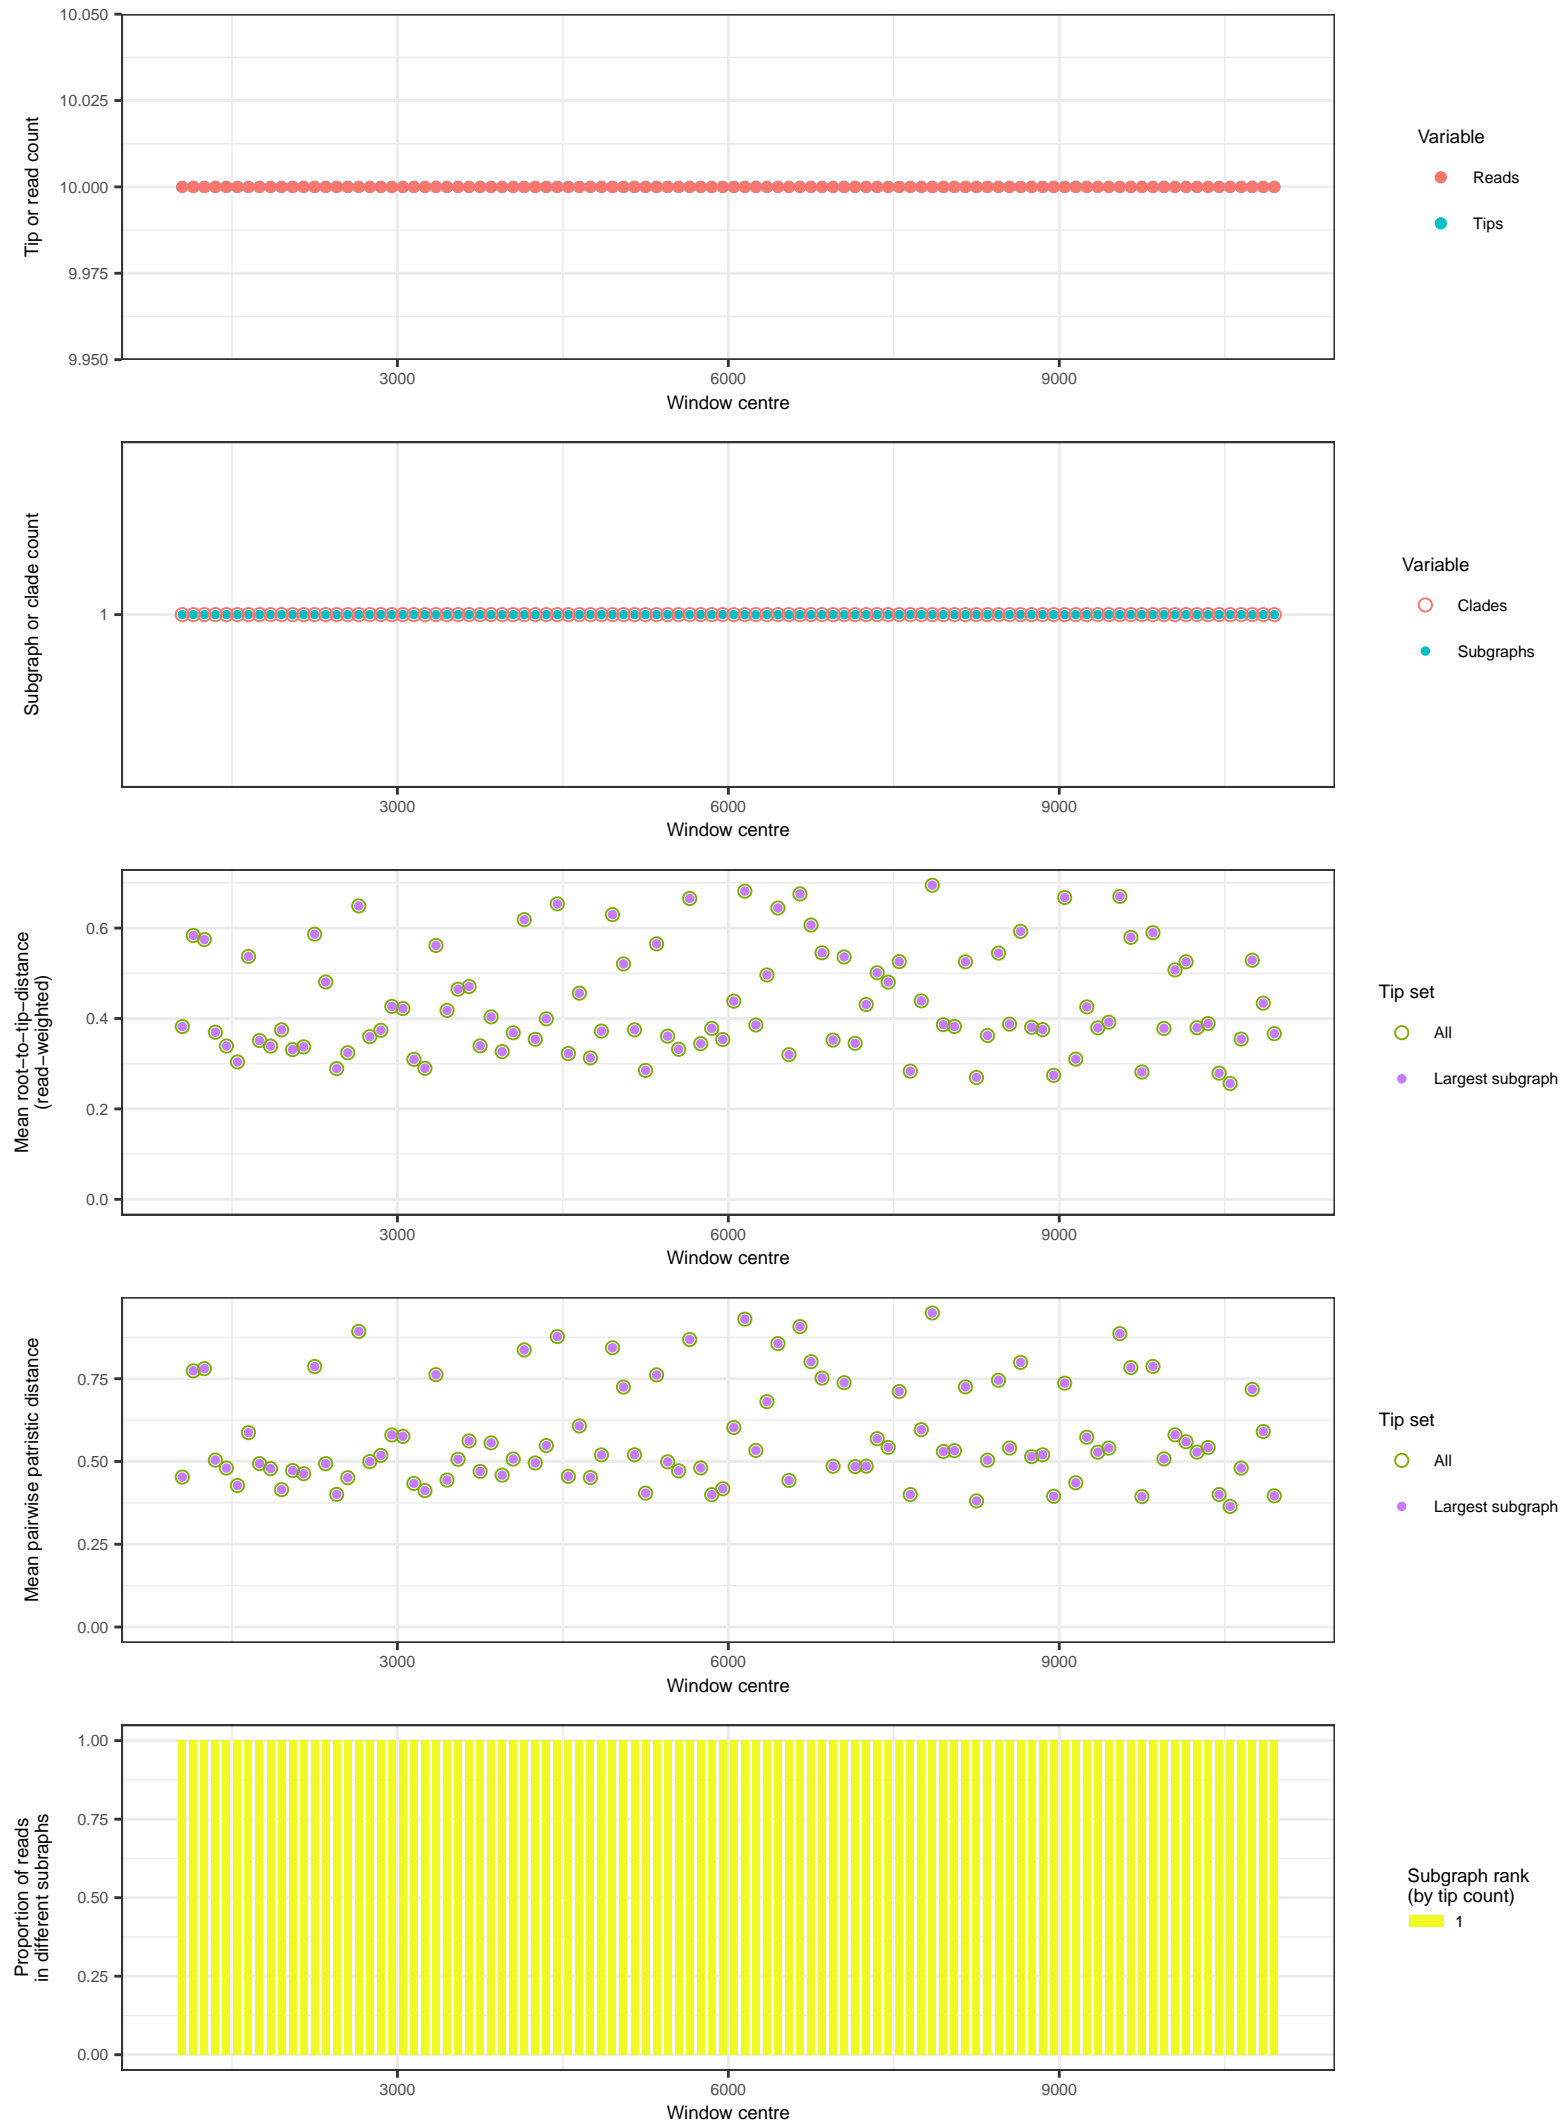 10.050
10.025
10.000
9.975
9.950
Tip or read count
3000 6000 9000
Window centre
Variable
Reads
Tips
1
Subgraph or clade count
3000 6000 9000
Window centre
Variable
Clades
Subgraphs
0.6
0.4
0.2
0.0
Mean root−to−tip−distance
(read−weighted)
3000 6000 9000
Window centre
Tip set
All
Largest subgraph
0.75
0.50
0.25
0.00
Mean pairwise patristic distance
3000 6000 9000
Window centre
Tip set
All
Largest subgraph
1.00
0.75
0.50
0.25
0.00
Proportion of reads
in different subraphs
3000 6000 9000
Window centre
Subgraph rank
(by tip count)
1